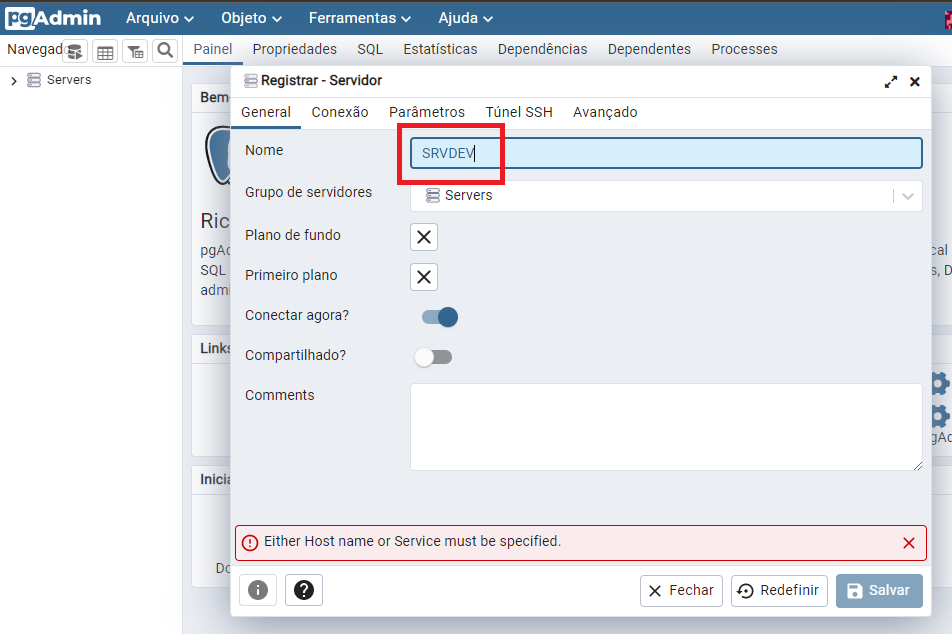 pgAdmin Arquivo Objeto Ferramentas Ajuda
Navegad Painel Propriedades SQL Estatísticas Dependências Dependentes Processes
Servers
Registrar - Servidor
General Conexão Parâmetros Túnel SSH Avançado
Nome SRVDEV
Grupo de servidores Servers
Plano de fundo
Primeiro plano
Conectar agora?
Compartilhado?
Comments
Either Host name or Service must be specified.
Fechar Redefinir Salvar
Bem
Ric
pgAd
SQL
admi
Links
Inicia
Do
cal
s, D